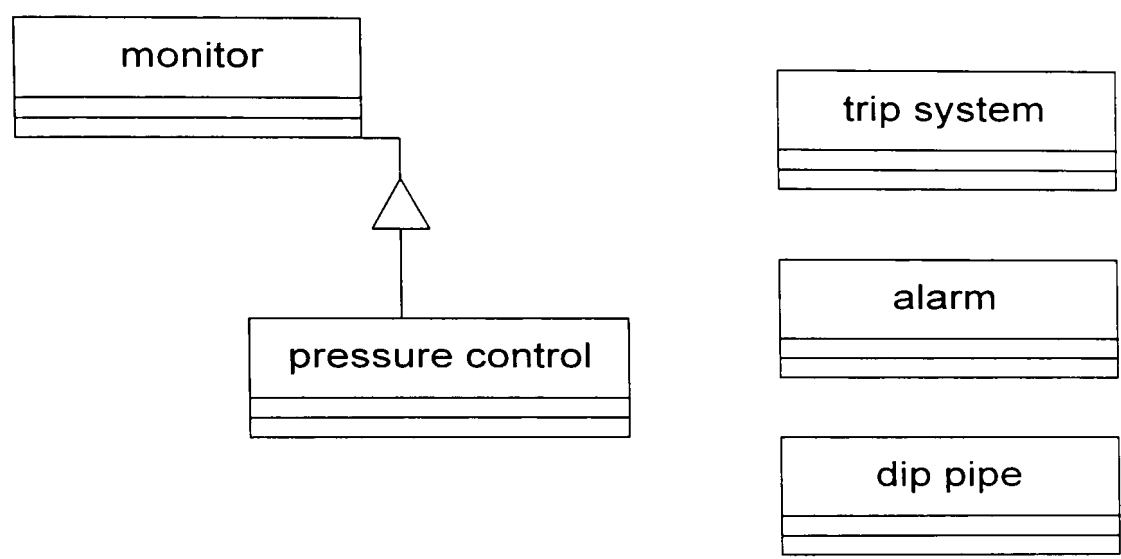 monitor
trip system
alarm
pressure control
dip pipe